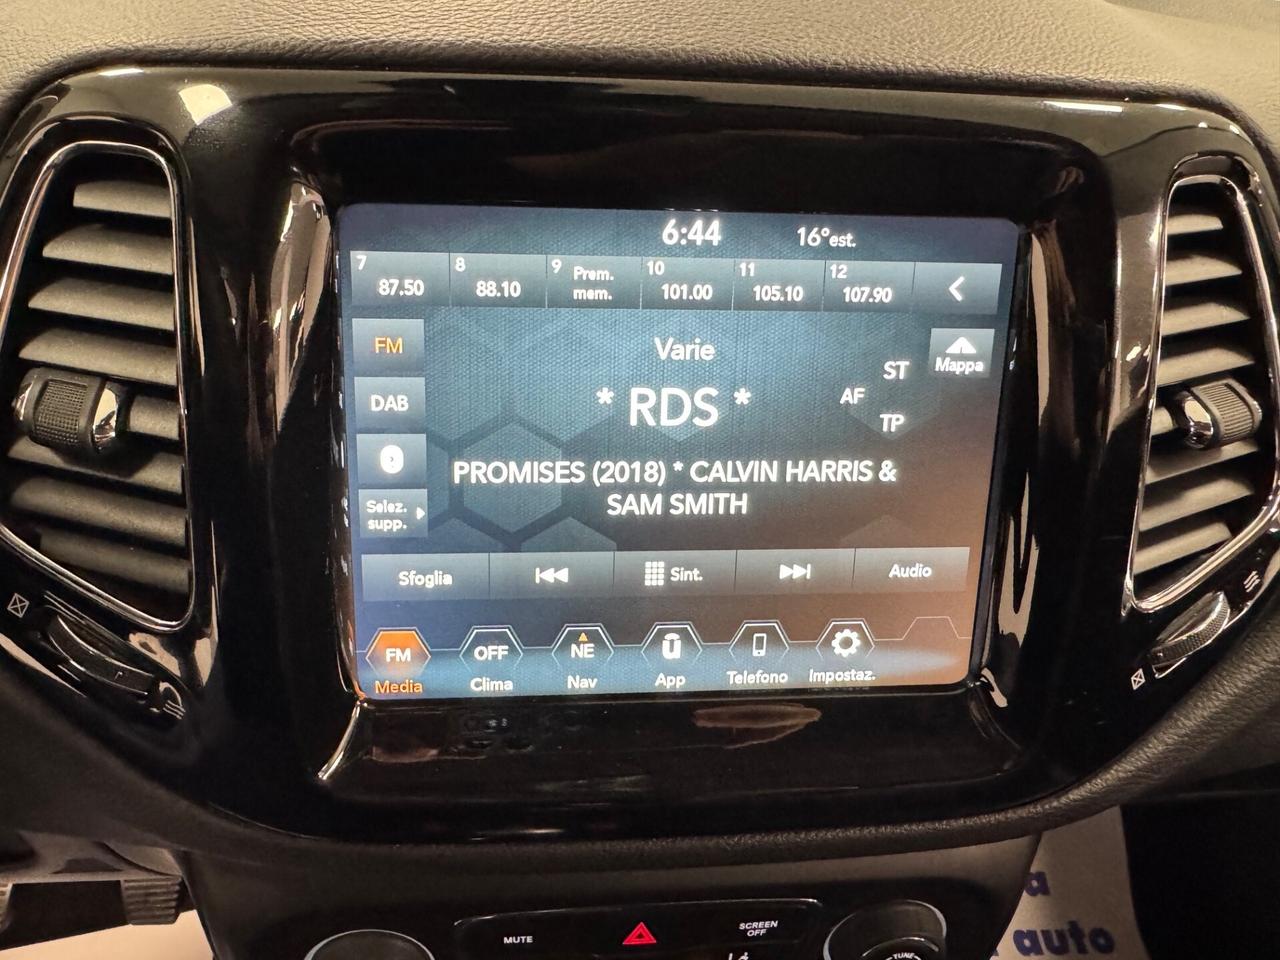 6:44 16°est.
7 8 9 Prem. 10 11 12
87.50 88.10 mem. 101.00 105.10 107.90
FM Varie Mappa
ST
DAB * RDS * AF
TP
PROMISES (2018) * CALVIN HARRIS &
SAM SMITH
Selez.
supp.
Sfoglia Sint. Audio
FM OFF NE
Media Clima Nav App Telefono Impostaz.
MUTE SCREEN
OFF
TUNE
a
auto